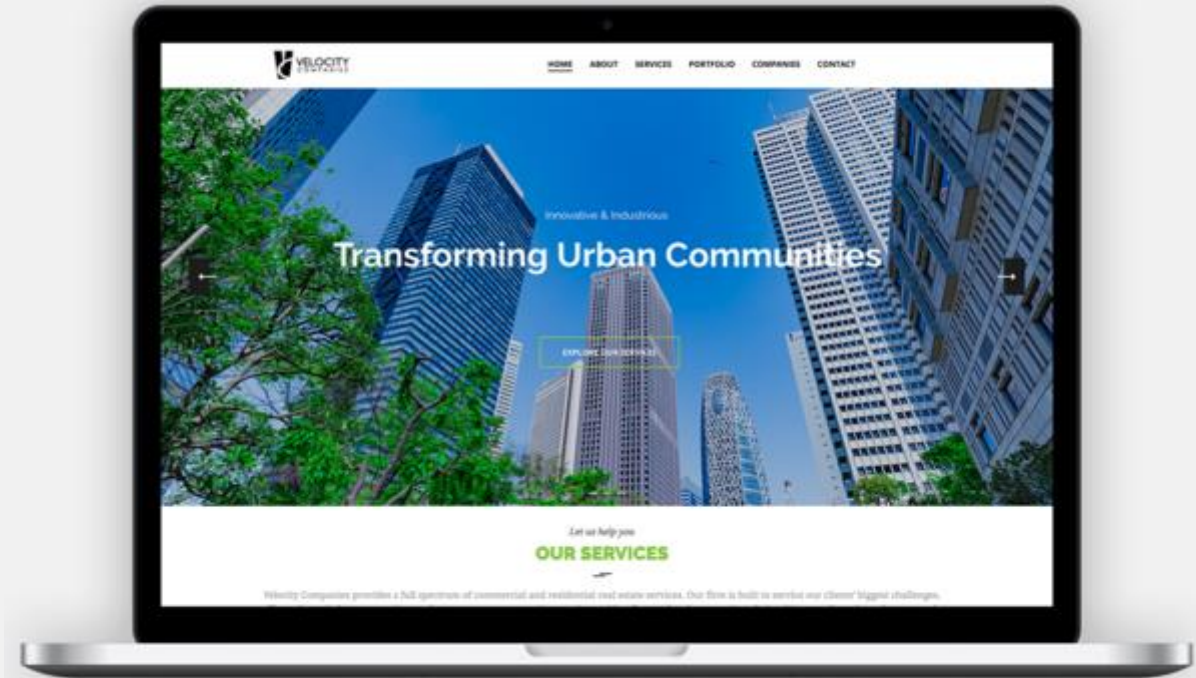 VELOCITY
COMPANIES
HOME ABOUT SERVICES PORTFOLIO COMPANIES CONTACT
Innovative & Industrious
Transforming Urban Communities
EXPLORE OUR SERVICES
Let us help you
OUR SERVICES
Velocity Companies provides a full spectrum of commercial and residential real estate services. Our firm is built to service our clients' biggest challenges.